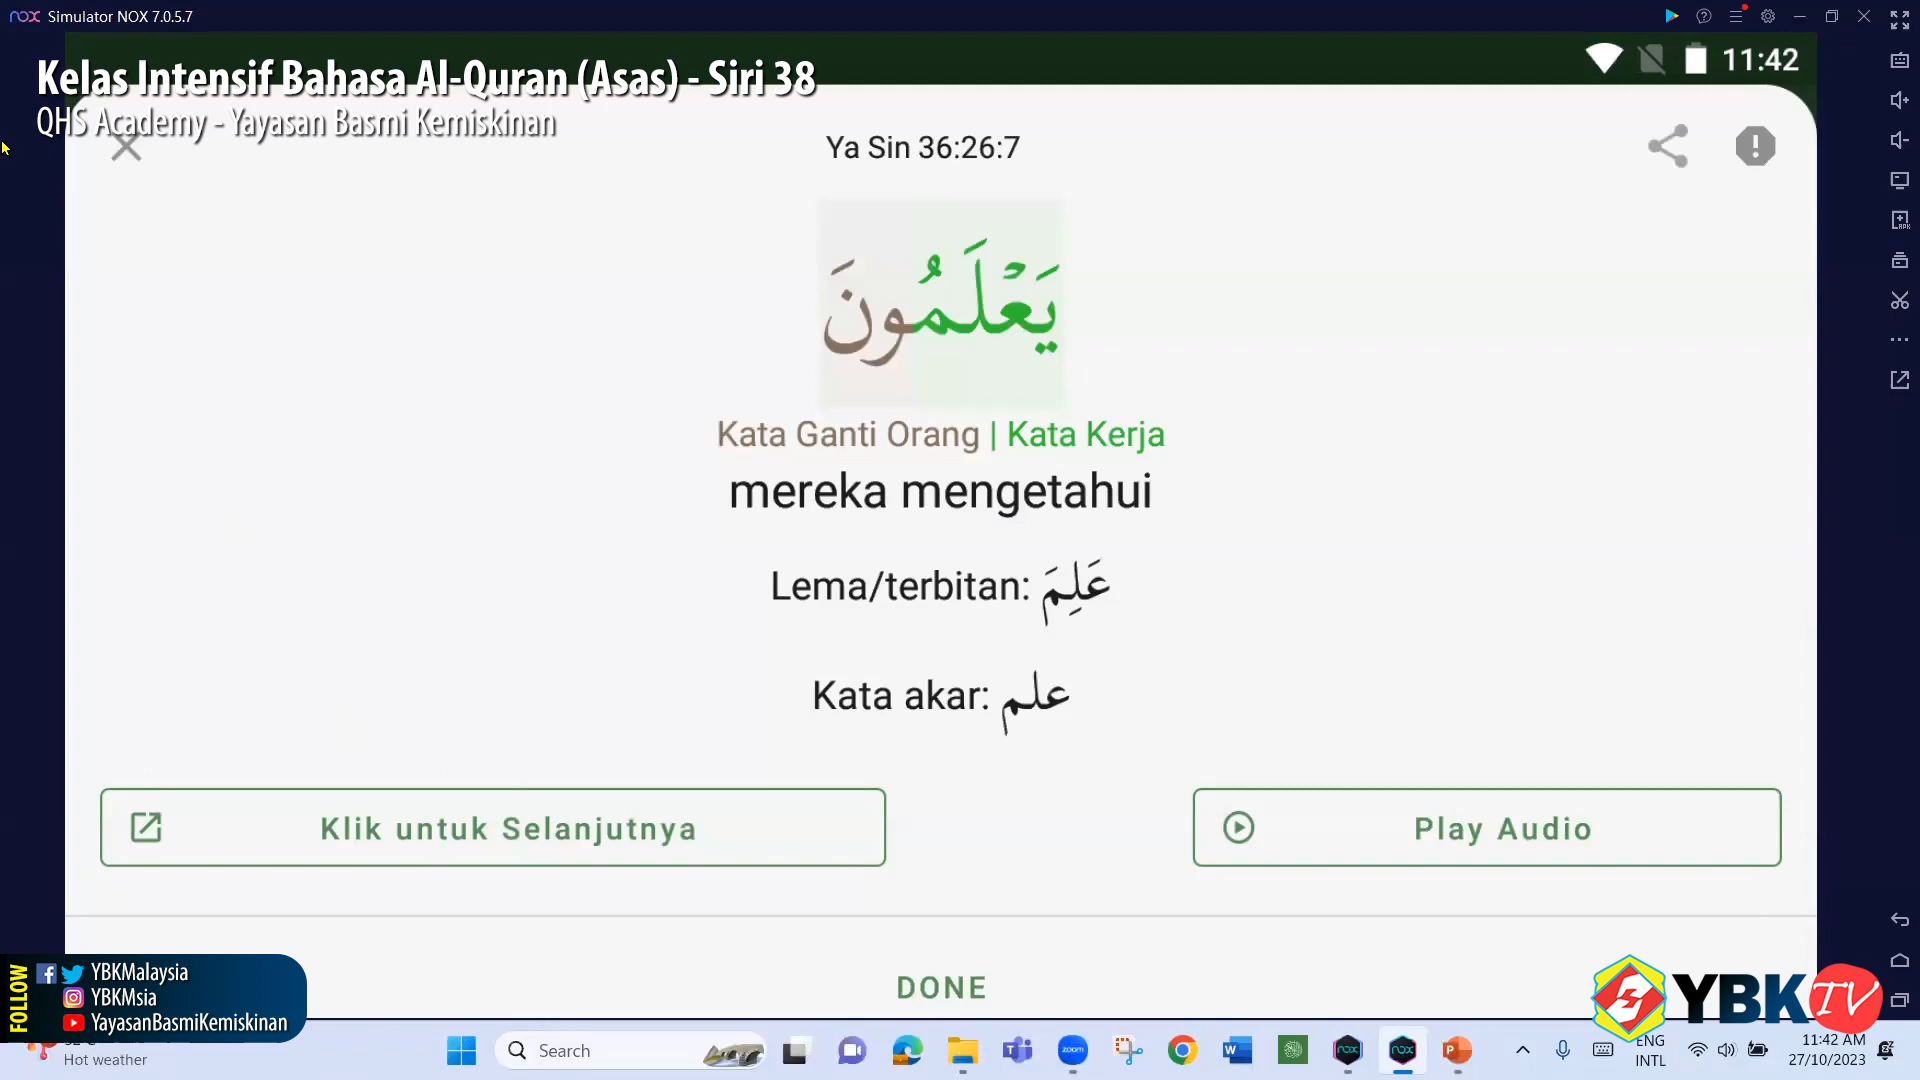 nox Simulator NOX 7.0.5.7
Kelas Intensif Bahasa Al-Quran (Asas) - Siri 38
11:42
QHS Academy - Yayasan Basmi Kemiskinan
Ya Sin 36:26:7
يَعْلَمُونَ
Kata Ganti Orang | Kata Kerja
mereka mengetahui
Lema/terbitan: عَلِمَ
Kata akar: علم
Klik untuk Selanjutnya
Play Audio
DONE
FOLLOW
YBKMalaysia
YBKMsia
YayasanBasmiKemiskinan
YBK TV
Hot weather
Search
ENG
INTL
11:42 AM
27/10/2023